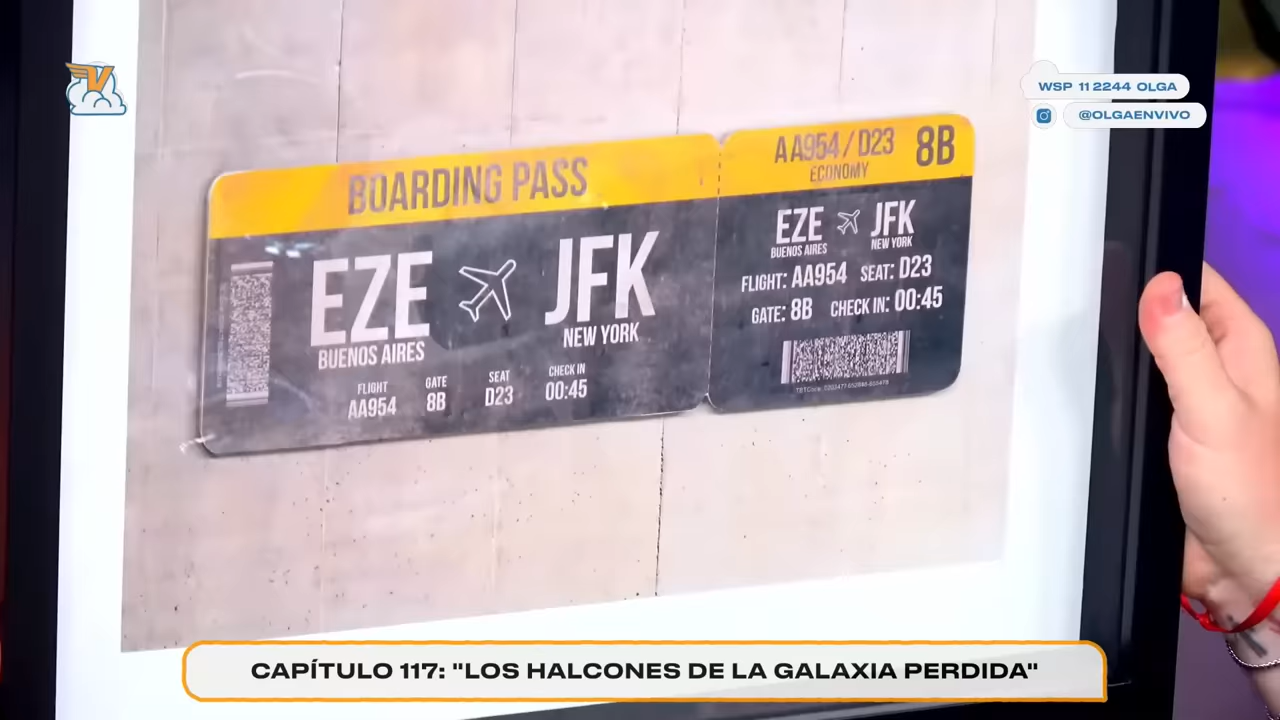 V
WSP 11 2244 OLGA
@OLGAENVIVO
BOARDING PASS
EZE JFK
BUENOS AIRES NEW YORK
FLIGHT GATE SEAT CHECK IN
AA954 8B D23 00:45
AA954 / D23 8B
ECONOMY
EZE JFK
BUENOS AIRES NEW YORK
FLIGHT: AA954 SEAT: D23
GATE: 8B CHECK IN: 00:45
CAPÍTULO 117: "LOS HALCONES DE LA GALAXIA PERDIDA"